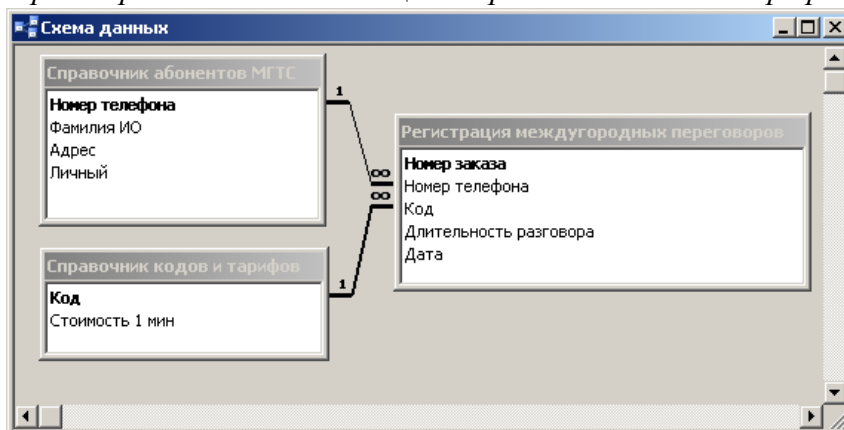 Схема данных
Справочник абонентов МГТС
Номер телефона
Фамилия ИО
Адрес
Личный
1
∞
Регистрация междугородных переговоров
Номер заказа
Номер телефона
Код
Длительность разговора
Дата
∞
Справочник кодов и тарифов
Код
Стоимость 1 мин
1